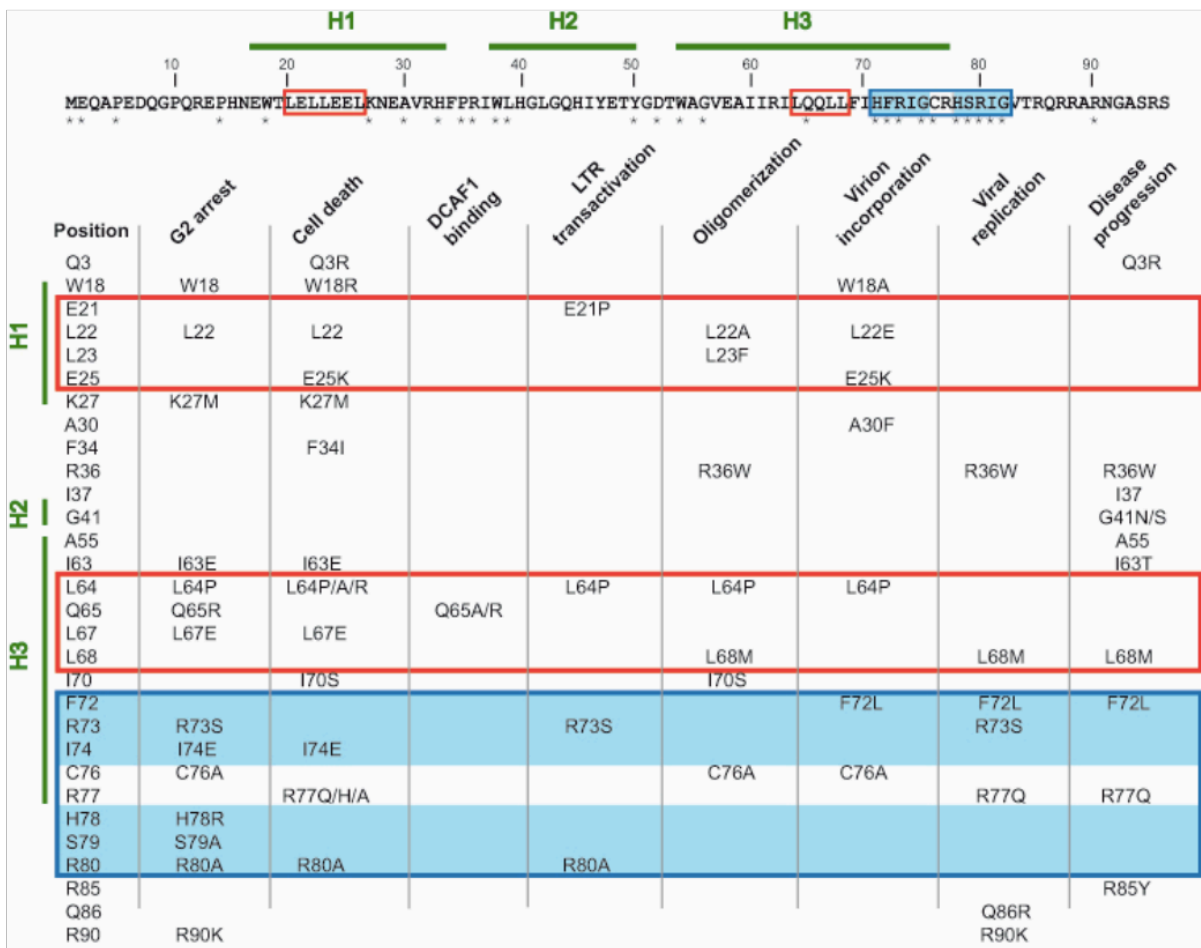 H1 H2 H3
10 20 30 40 50 60 70 80 90
MEQAPEDQGPQREPHNEWTLELLEELKNEAVRHFPRIWLHGLGQHIYETYGDTWAGVEAIIRILQQLLFIHFRIGCRHSRIGVTRQRRARNGASRS
* * * * * * * * * * * * * * * * * * * * * * * * * *
Position G2 arrest Cell death DCAF1 binding LTR transactivation Oligomerization Virion incorporation Viral replication Disease progression
Q3 Q3R Q3R
W18 W18 W18R W18A
H1
E21 E21P
L22 L22 L22 L22A L22E
L23 L23F
E25 E25K E25K
K27 K27M K27M
A30 A30F
F34 F34I
R36 R36W R36W R36W
I37 I37
H2
G41 G41N/S
A55 A55
I63 I63E I63E I63T
L64 L64P L64P/A/R L64P L64P L64P
Q65 Q65R Q65A/R
L67 L67E L67E
H3
L68 L68M L68M L68M
I70 I70S I70S
F72 F72L F72L F72L
R73 R73S R73S R73S
I74 I74E I74E
C76 C76A C76A C76A
R77 R77Q/H/A R77Q R77Q
H78 H78R
S79 S79A
R80 R80A R80A R80A
R85 R85Y
Q86 Q86R
R90 R90K R90K